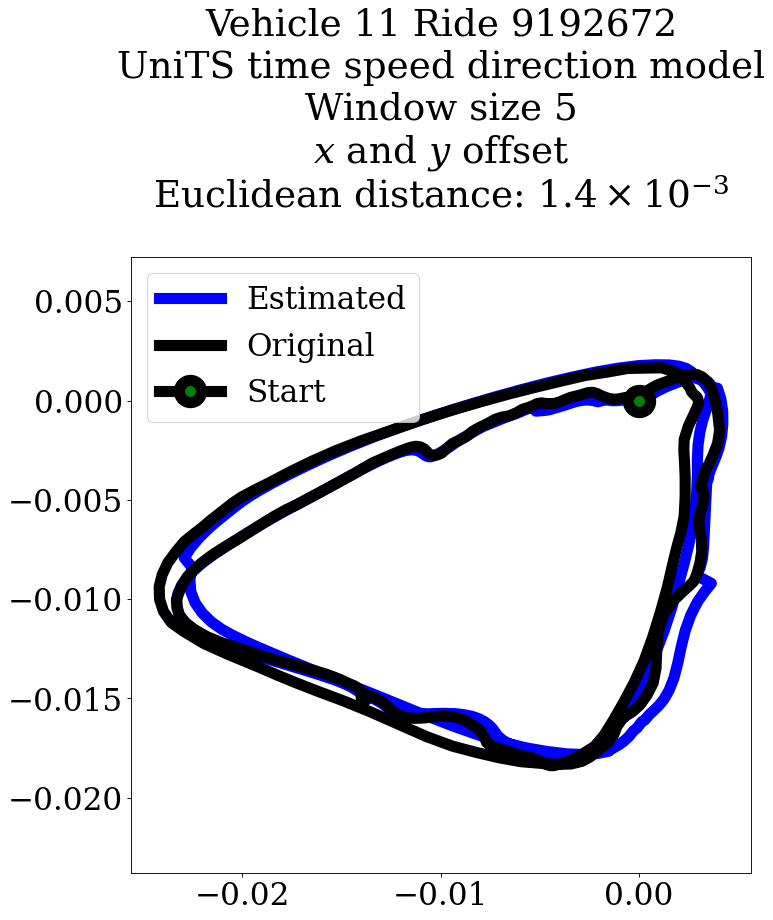 Vehicle 11 Ride 9192672
UniTS time speed direction model
Window size 5
x and y offset
Euclidean distance: 1.4 × 10⁻³
Estimated
Original
Start
0.005
0.000
−0.005
−0.010
−0.015
−0.020
−0.02 −0.01 0.00